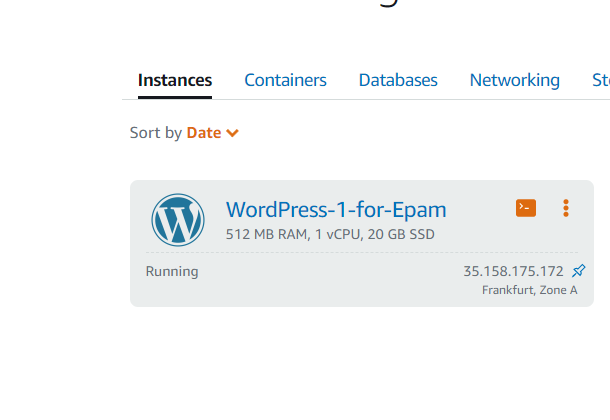 Instances Containers Databases Networking
Sort by Date
WordPress-1-for-Epam
512 MB RAM, 1 vCPU, 20 GB SSD
Running 35.158.175.172
Frankfurt, Zone A